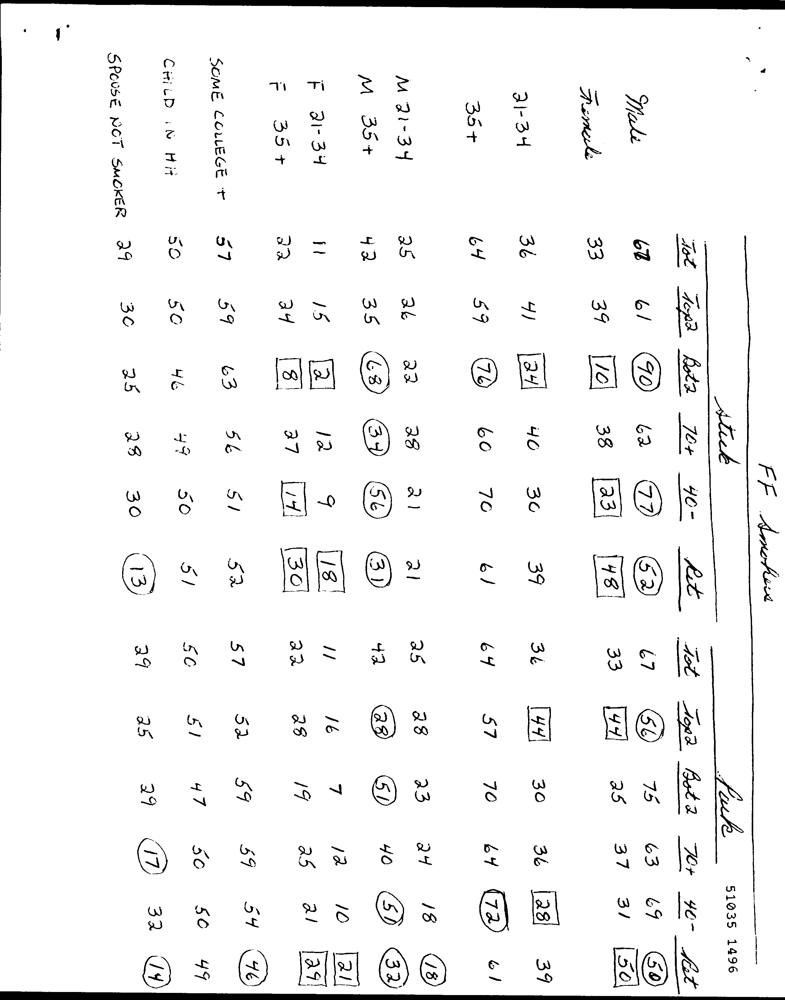 FF Smokers
51035 1496
Stick Pack
Tot Top2 Bot2 70+ 40- Ret Tot Top2 Bot2 70+ 40- Ret
Male 67 61 90 62 77 52 67 56 75 63 69 50
Female 33 39 10 38 23 48 33 44 25 37 31 50
21-34 36 41 24 40 30 39 36 44 30 36 28 39
35+ 64 59 76 60 70 61 64 57 70 64 72 61
M 21-34 25 26 22 28 21 21 25 28 23 24 18 18
M 35+ 42 35 68 34 56 31 42 28 51 40 51 32
F 21-34 11 15 2 12 9 18 11 16 7 12 10 21
F 35+ 22 24 8 27 14 30 22 28 19 25 21 29
SOME COLLEGE + 57 59 63 56 51 52 57 52 59 59 54 46
CHILD IN HH 50 50 46 49 50 51 50 51 47 50 50 49
SPOUSE NOT SMOKER 29 30 25 28 30 13 29 25 29 17 32 14